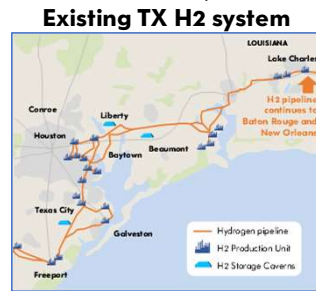 Existing TX H2 system
LOUISIANA
Lake Charles
H2 pipeline
continues to
Baton Rouge and
New Orleans
Conroe
Liberty
Houston
Baytown
Beaumont
Texas City
Galveston
Freeport
Hydrogen pipeline
H2 Production Unit
H2 Storage Caverns